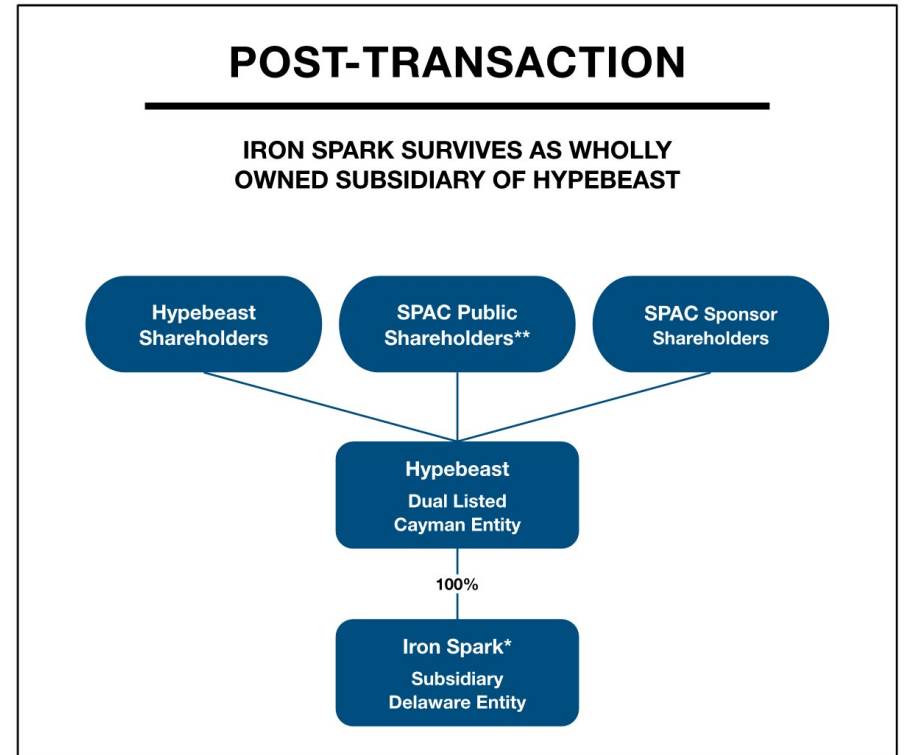 POST-TRANSACTION
IRON SPARK SURVIVES AS WHOLLY
OWNED SUBSIDIARY OF HYPEBEAST
Hypebeast
Shareholders
SPAC Public
Shareholders**
SPAC Sponsor
Shareholders
Hypebeast
Dual Listed
Cayman Entity
100%
Iron Spark*
Subsidiary
Delaware Entity